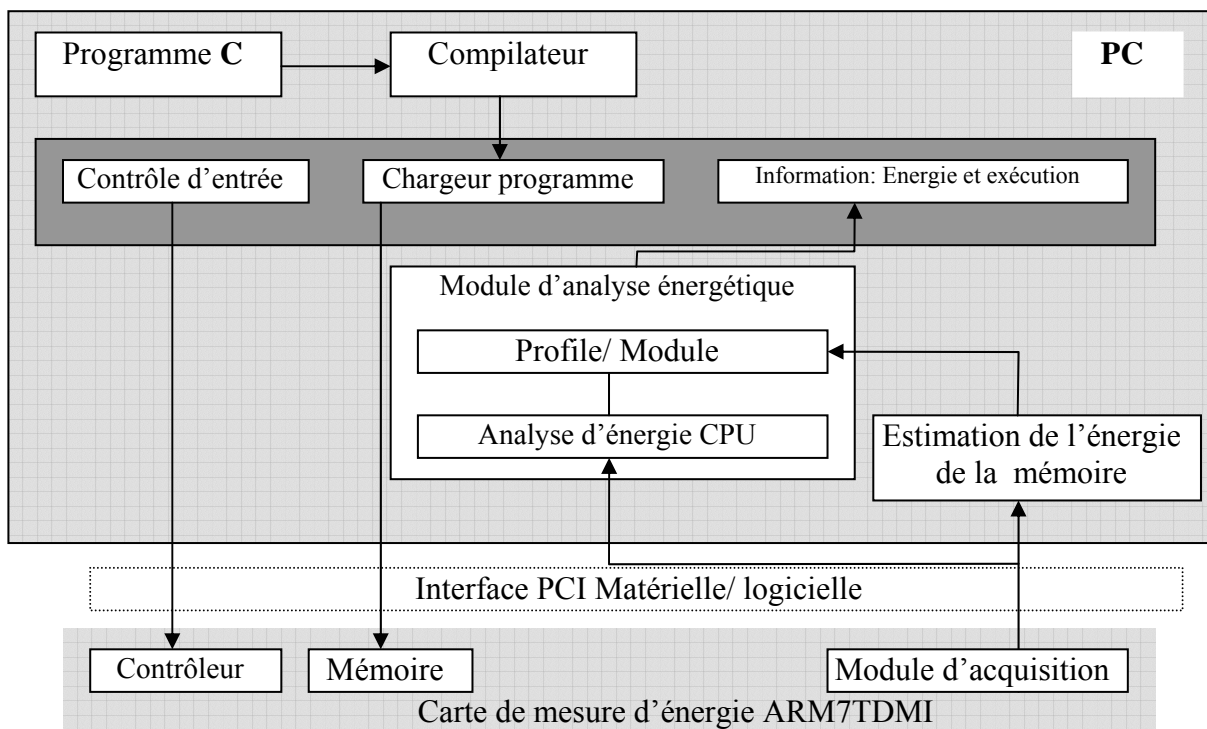 Programme C
Compilateur
PC
Contrôle d'entrée
Chargeur programme
Information: Energie et exécution
Module d'analyse énergétique
Profile/ Module
Analyse d'énergie CPU
Estimation de l'énergie
de la mémoire
Interface PCI Matérielle/ logicielle
Contrôleur
Mémoire
Module d'acquisition
Carte de mesure d'énergie ARM7TDMI